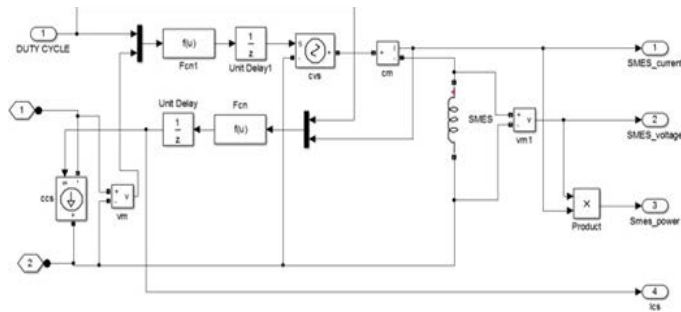 1
DUTY CYCLE
f(u)
Fcn1
1
z
Unit Delay1
S
+
-
cvs
+
-
i
cm
1
SMES_current
Unit Delay
1
z
Fcn
f(u)
SMES
+
-
v
vm1
2
SMES_voltage
1
ccs
+
-
v
vm
×
Product
3
Smes_power
2
4
Ics